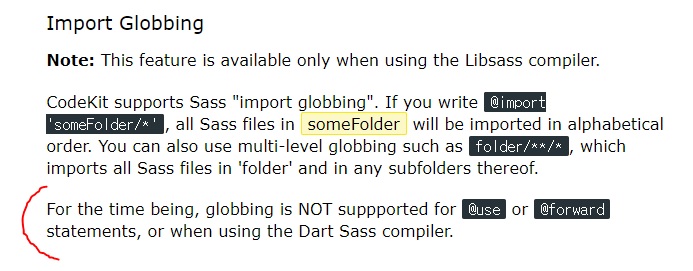 Import Globbing
Note: This feature is available only when using the Libsass compiler.
CodeKit supports Sass "import globbing". If you write @import
'someFolder/*', all Sass files in someFolder will be imported in alphabetical
order. You can also use multi-level globbing such as folder/**/*, which
imports all Sass files in 'folder' and in any subfolders thereof.
For the time being, globbing is NOT suppported for @use or @forward
statements, or when using the Dart Sass compiler.